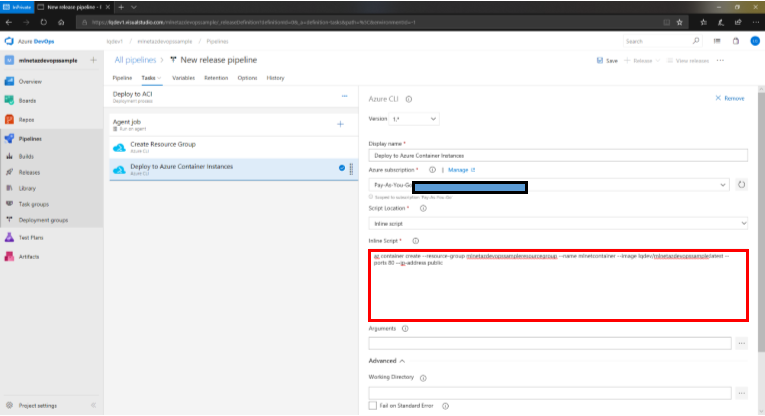 InPrivate
New release pipeline -
https://lqdev1.visualstudio.com/mlnetazdevopssample/
Azure DevOps
lqdev1 / mlnetazdevopssample / Pipelines
Search
mlnetazdevopssample
All pipelines > New release pipeline
Save
Release
View releases
Pipeline Tasks Variables Retention Options History
Overview
Boards
Repos
Pipelines
Builds
Releases
Library
Task groups
Deployment groups
Test Plans
Artifacts
Project settings
Deploy to ACI
Deployment process
Agent job
Run on agent
Create Resource Group
Azure CLI
Deploy to Azure Container Instances
Azure CLI
Azure CLI
Remove
Version 1.*
Display name *
Deploy to Azure Container Instances
Azure subscription * | Manage
Pay-As-You-Go
Scoped to subscription 'Pay-As-You-Go'
Script Location *
Inline script
Inline Script *
az container create --resource-group mlnetazdevopssampleresourcegroup --name mlnetcontainer --image lqdev/mlnetazdevopssample:latest --
ports 80 --ip-address public
Arguments
Advanced
Working Directory
Fail on Standard Error